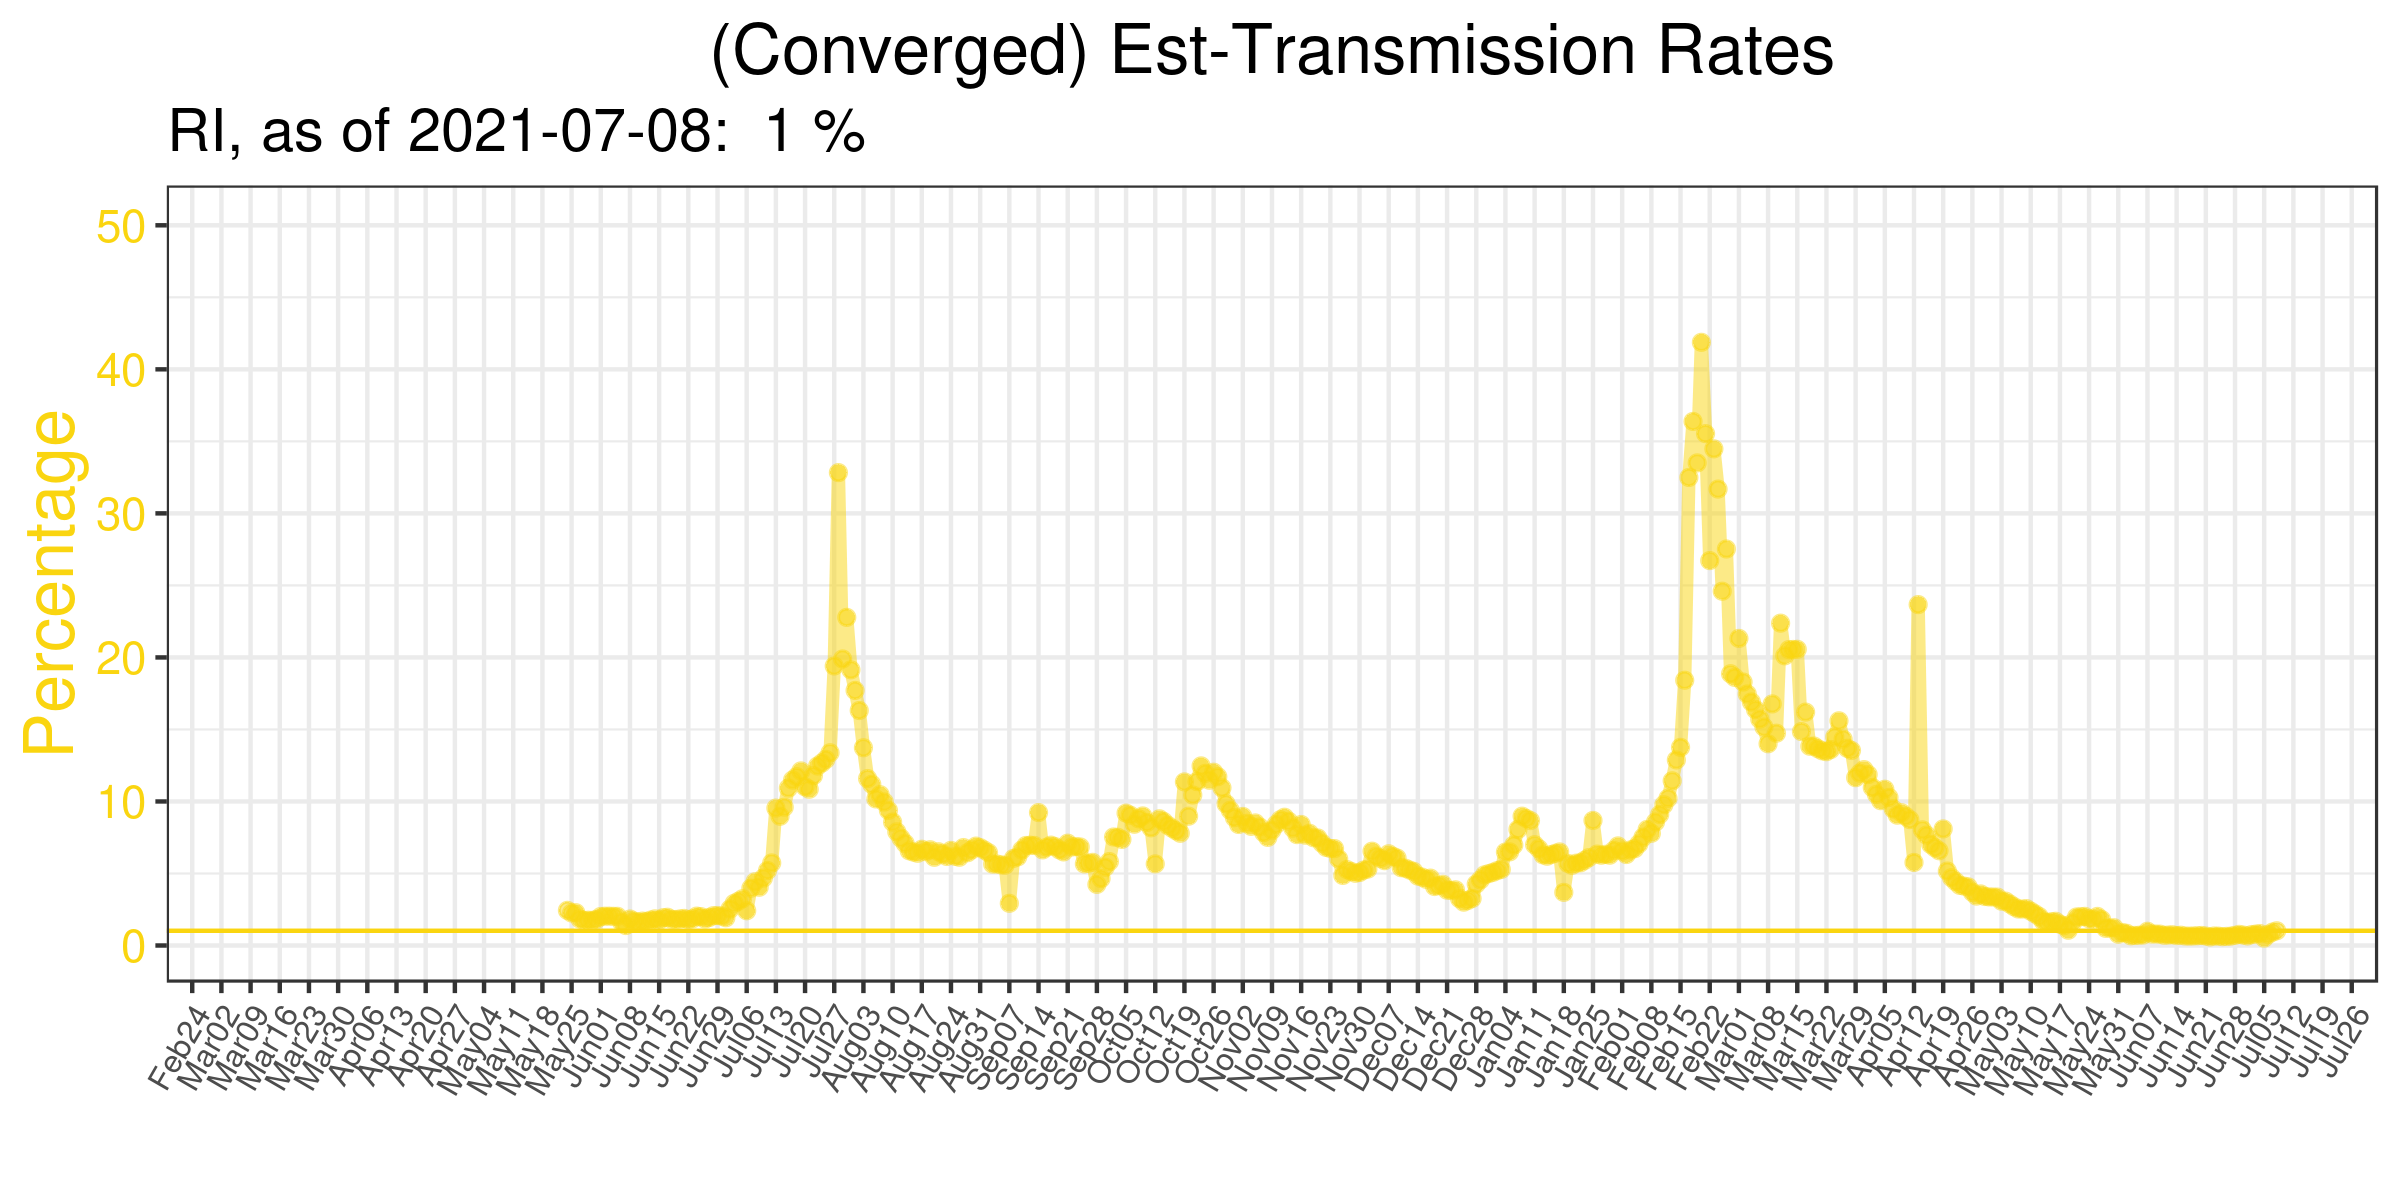 (Converged) Est-Transmission Rates
RI, as of 2021-07-08:  1 %
Percentage
50
40
30
20
10
0
Feb24
Mar02
Mar09
Mar16
Mar23
Mar30
Apr06
Apr13
Apr20
Apr27
May04
May11
May18
May25
Jun01
Jun08
Jun15
Jun22
Jun29
Jul06
Jul13
Jul20
Jul27
Aug03
Aug10
Aug17
Aug24
Aug31
Sep07
Sep14
Sep21
Sep28
Oct05
Oct12
Oct19
Oct26
Nov02
Nov09
Nov16
Nov23
Nov30
Dec07
Dec14
Dec21
Dec28
Jan04
Jan11
Jan18
Jan25
Feb01
Feb08
Feb15
Feb22
Mar01
Mar08
Mar15
Mar22
Mar29
Apr05
Apr12
Apr19
Apr26
May03
May10
May17
May24
May31
Jun07
Jun14
Jun21
Jun28
Jul05
Jul12
Jul19
Jul26